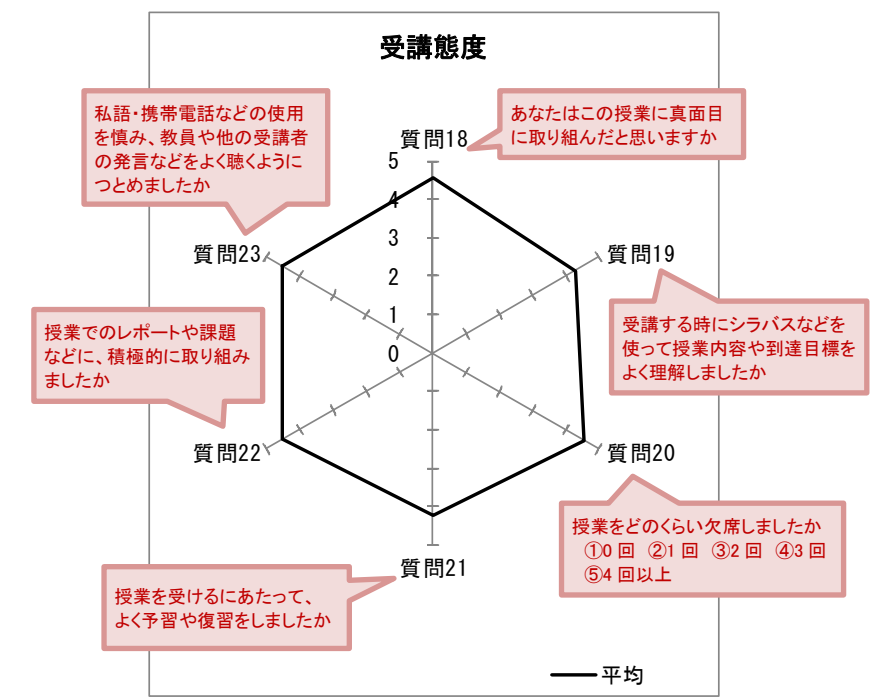 受講態度
私語・携帯電話などの使用
を慎み、教員や他の受講者
の発言などをよく聴くように
つとめましたか
あなたはこの授業に真面目
に取り組んだと思いますか
質問18
5
4
3
2
1
0
質問23
質問19
受講する時にシラバスなどを
使って授業内容や到達目標を
よく理解しましたか
授業でのレポートや課題
などに、積極的に取り組み
ましたか
質問22
質問20
授業をどのくらい欠席しましたか
①0 回 ②1 回 ③2 回 ④3 回
⑤4 回以上
質問21
授業を受けるにあたって、
よく予習や復習をしましたか
平均